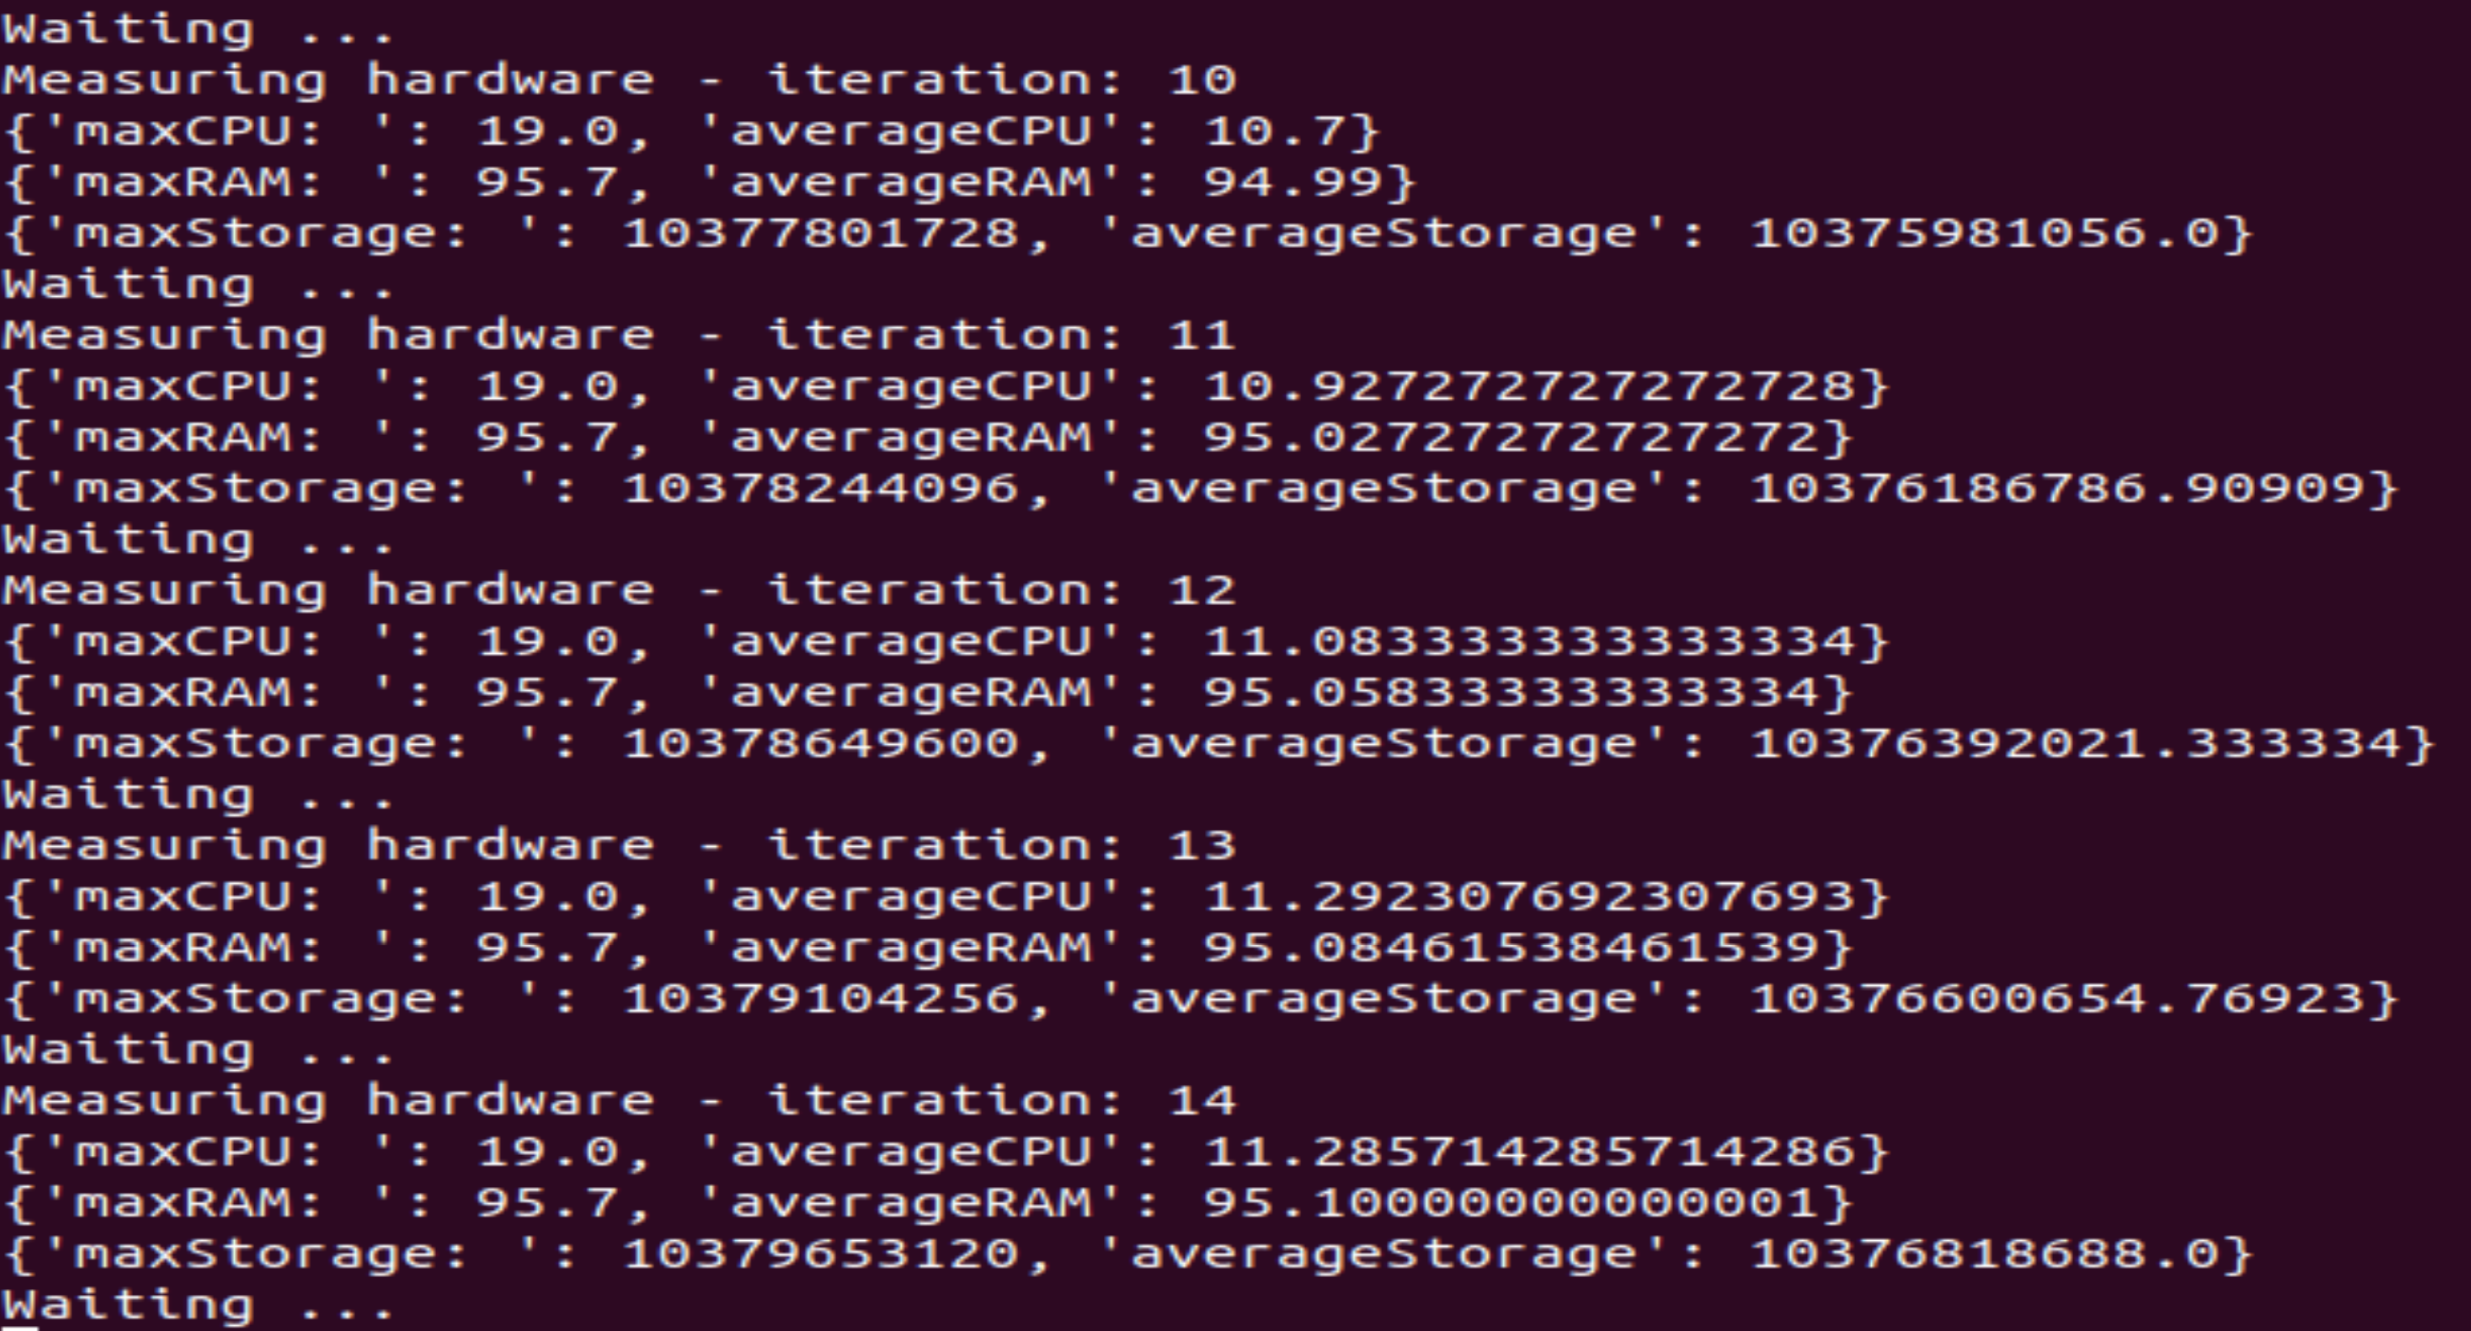 Waiting ...
Measuring hardware - iteration: 10
{'maxCPU: ': 19.0, 'averageCPU': 10.7}
{'maxRAM: ': 95.7, 'averageRAM': 94.99}
{'maxStorage: ': 10377801728, 'averageStorage': 10375981056.0}
Waiting ...
Measuring hardware - iteration: 11
{'maxCPU: ': 19.0, 'averageCPU': 10.927272727272728}
{'maxRAM: ': 95.7, 'averageRAM': 95.02727272727272}
{'maxStorage: ': 10378244096, 'averageStorage': 10376186786.90909}
Waiting ...
Measuring hardware - iteration: 12
{'maxCPU: ': 19.0, 'averageCPU': 11.083333333333334}
{'maxRAM: ': 95.7, 'averageRAM': 95.05833333333334}
{'maxStorage: ': 10378649600, 'averageStorage': 10376392021.333334}
Waiting ...
Measuring hardware - iteration: 13
{'maxCPU: ': 19.0, 'averageCPU': 11.292307692307693}
{'maxRAM: ': 95.7, 'averageRAM': 95.08461538461539}
{'maxStorage: ': 10379104256, 'averageStorage': 10376600654.76923}
Waiting ...
Measuring hardware - iteration: 14
{'maxCPU: ': 19.0, 'averageCPU': 11.285714285714286}
{'maxRAM: ': 95.7, 'averageRAM': 95.10000000000001}
{'maxStorage: ': 10379653120, 'averageStorage': 10376818688.0}
Waiting ...